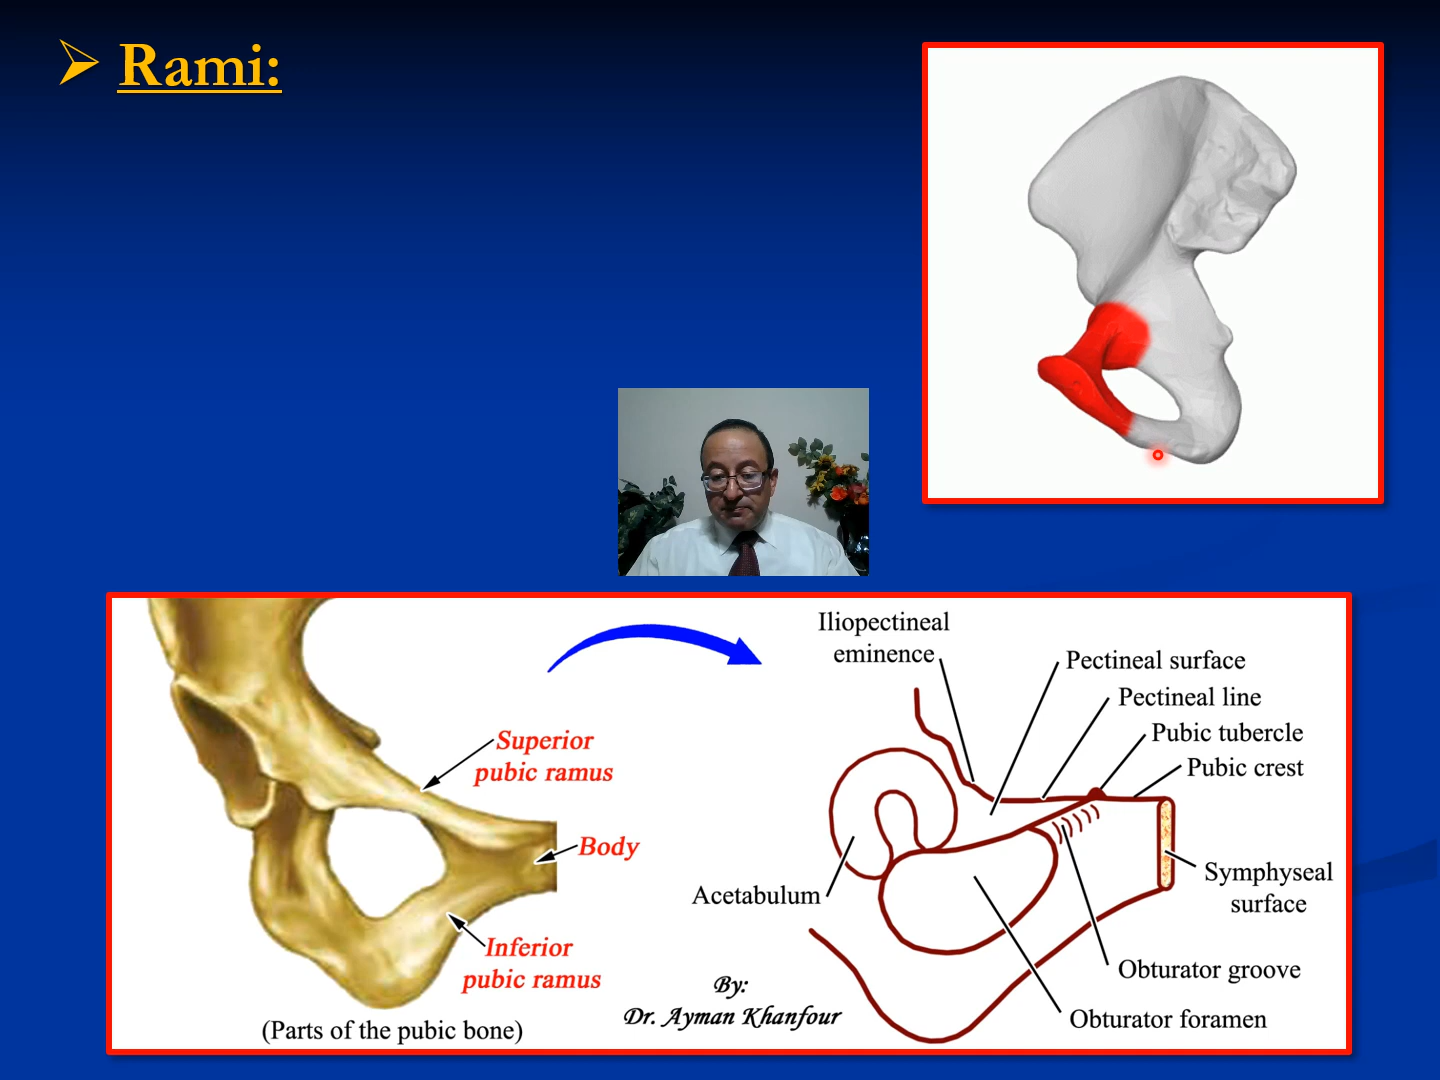 Rami:
Iliopectineal
eminence
Pectineal surface
Pectineal line
Pubic tubercle
Pubic crest
Superior
pubic ramus
Body
Acetabulum
Symphyseal
surface
Inferior
pubic ramus
Obturator groove
By:
Dr. Ayman Khanfour
Obturator foramen
(Parts of the pubic bone)